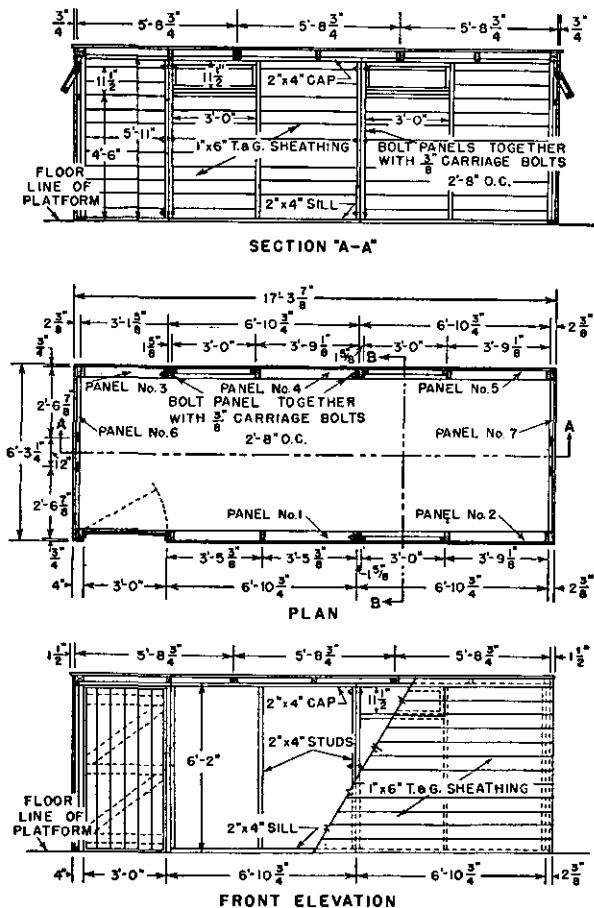 3/4" 5'-8 3/4" 5'-8 3/4" 5'-8 3/4" 3/4"
11 1/2" 11 1/2" 2"x4" CAP
3'-0" 3'-0"
5'-11" 1"x6" T.&G. SHEATHING BOLT PANELS TOGETHER
4'-6" WITH 3/8" CARRIAGE BOLTS
FLOOR 2'-8" O.C.
LINE OF
PLATFORM 2"x4" SILL
SECTION "A-A"
17'-3 7/8"
2 3/8" 3'-1 5/8" 6'-10 3/4" 6'-10 3/4" 2 3/8"
1 5/8" 3'-0" 3'-9 1/8" 1 5/8" B 3'-0" 3'-9 1/8"
3/4"
PANEL No.3 PANEL No.4 PANEL No.5
BOLT PANEL TOGETHER
2'-6 7/8" WITH 3/8" CARRIAGE BOLTS
A PANEL No.6 2'-8" O.C. PANEL No.7 A
6'-3 1/4" 12"
2'-6 7/8"
PANEL No.1 PANEL No.2
3/4" 3'-5 3/8" 3'-5 3/8" 3'-0" 3'-9 1/8"
4" 3'-0" 6'-10 3/4" 1 5/8" 6'-10 3/4" 2 3/8"
B
PLAN
1 1/2" 5'-8 3/4" 5'-8 3/4" 5'-8 3/4" 1 1/2"
2"x4" CAP 11 1/2"
6'-2" 2"x4" STUDS
1"x6" T.&G. SHEATHING
FLOOR
LINE OF
PLATFORM 2"x4" SILL
4" 3'-0" 6'-10 3/4" 6'-10 3/4" 2 3/8"
FRONT ELEVATION